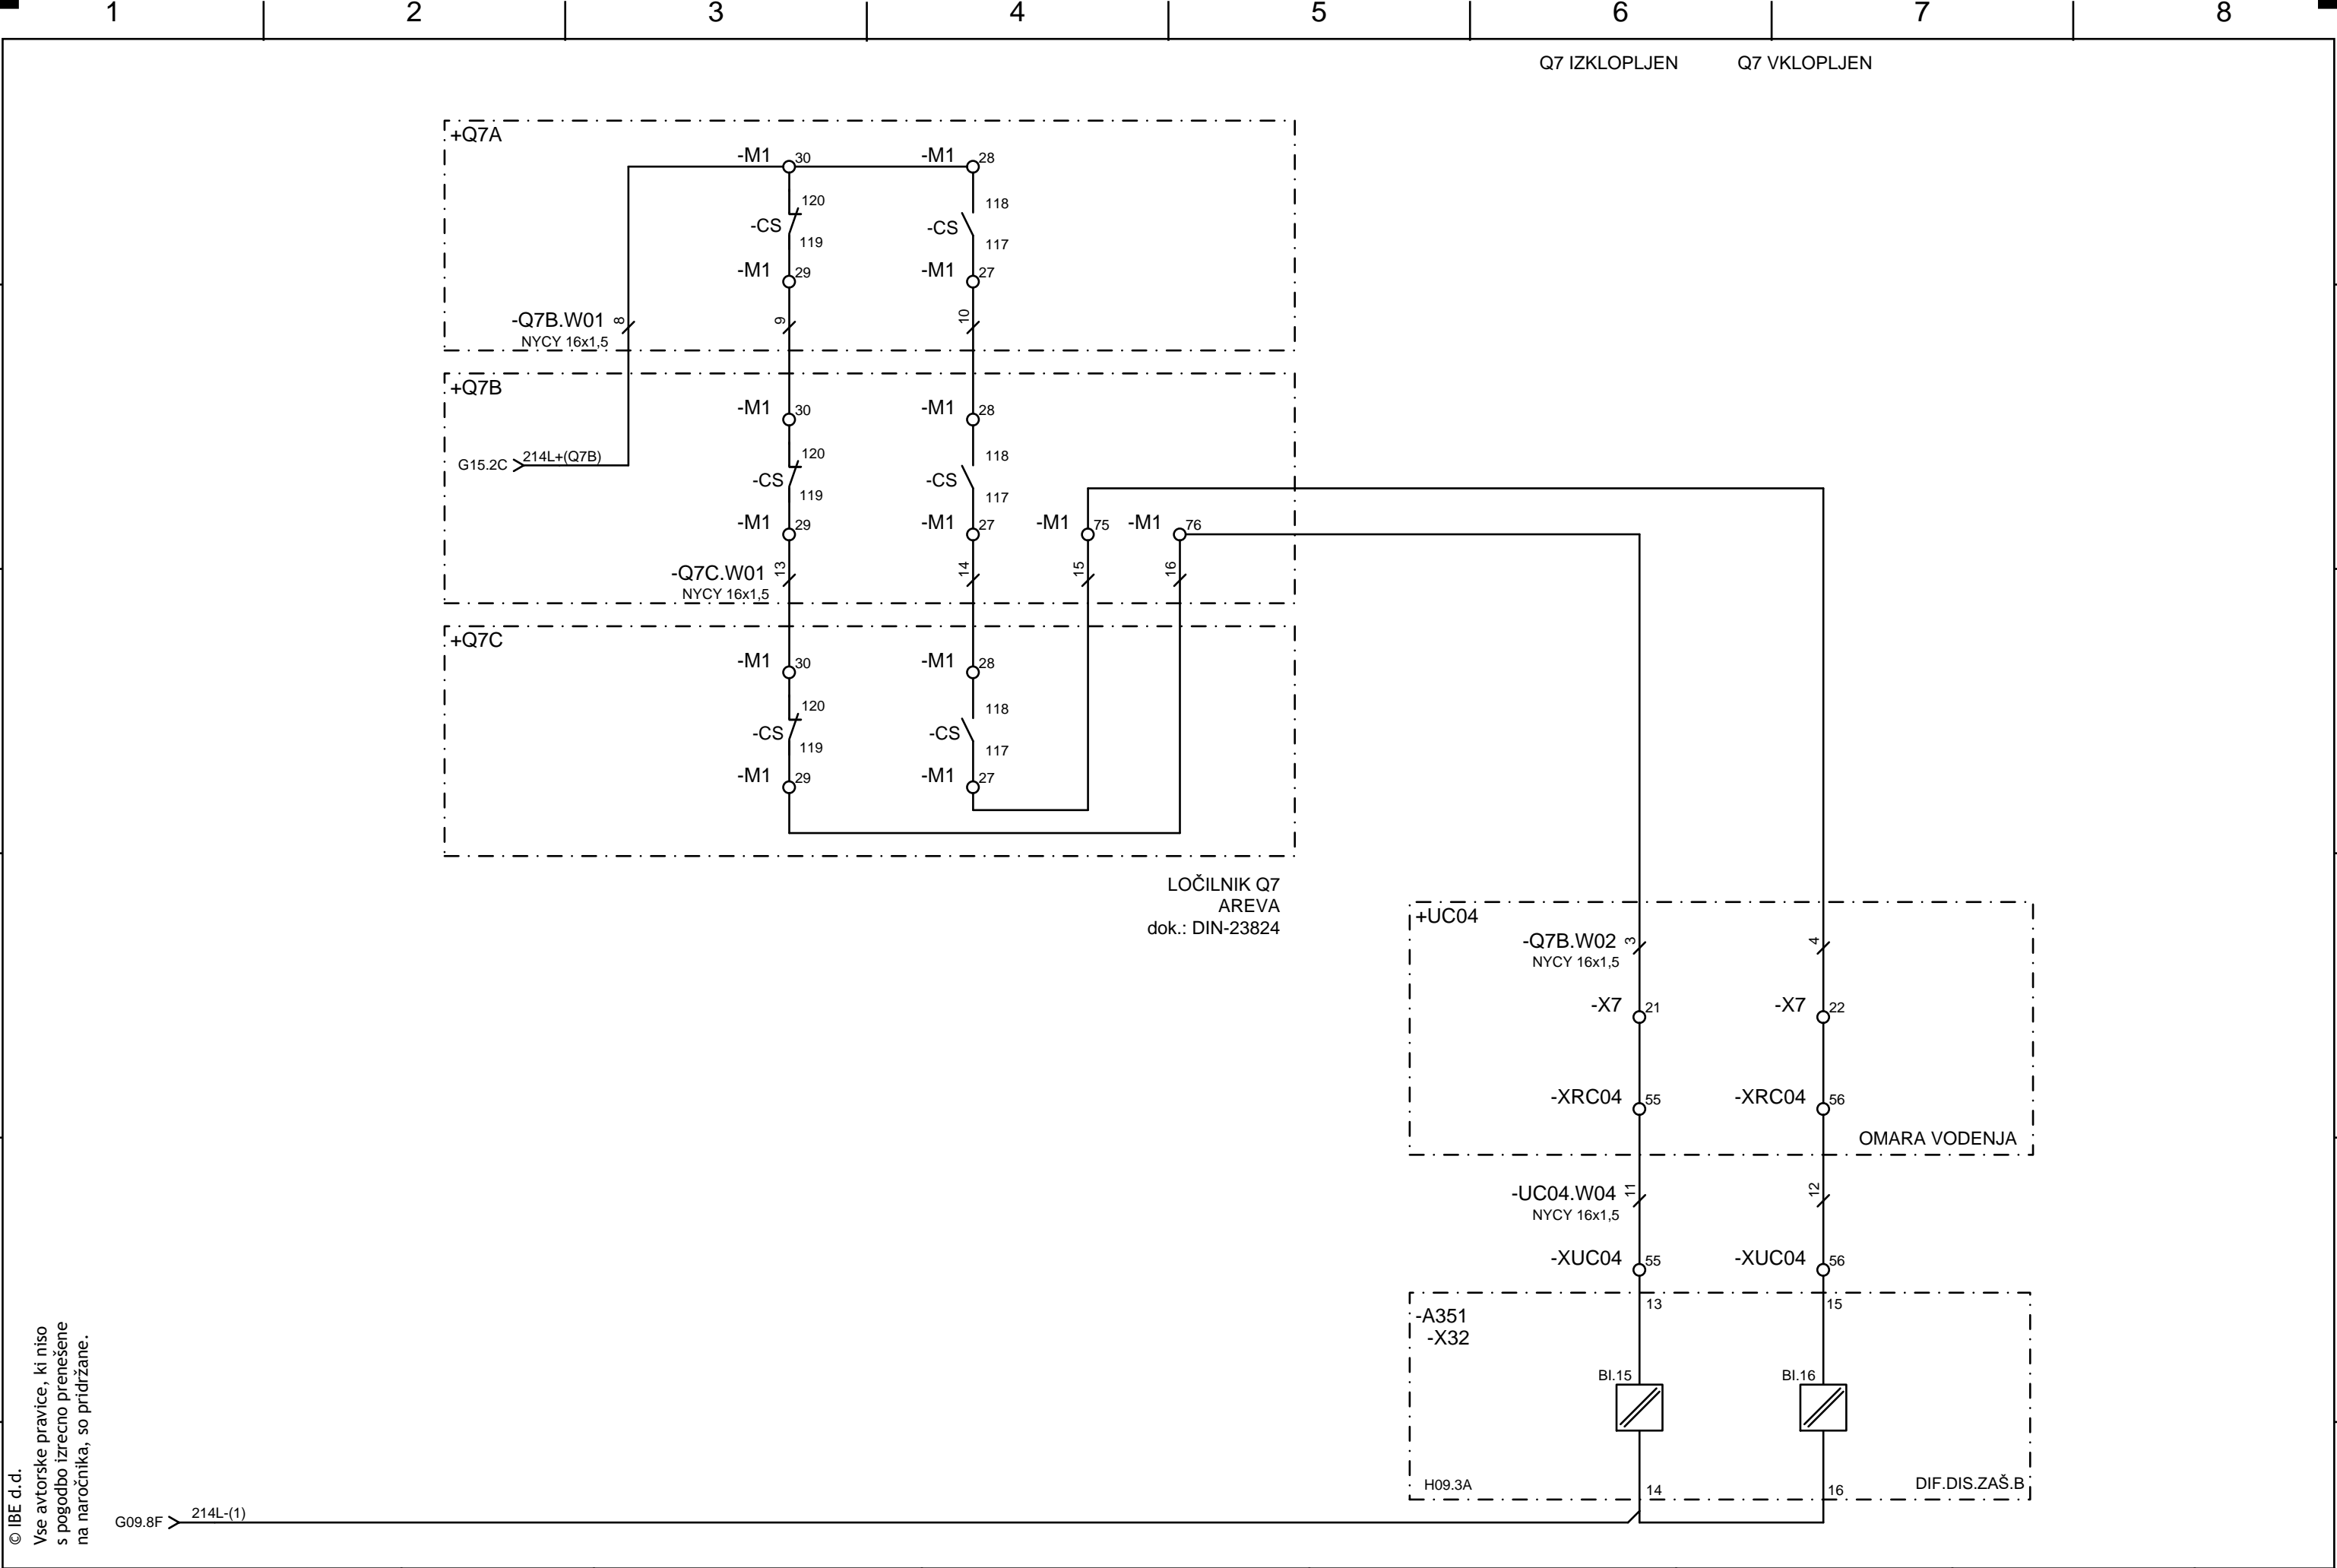 1 2 3 4 5 6 7 8
Q7 IZKLOPLJEN Q7 VKLOPLJEN
+Q7A
-M1 30 -M1 28
120 118
-CS -CS
119 117
-M1 29 -M1 27
-Q7B.W01 8 9 10
NYCY 16x1,5
+Q7B
-M1 30 -M1 28
G15.2C 214L+(Q7B) 120 118
-CS -CS
119 117
-M1 29 -M1 27 -M1 75 -M1 76
-Q7C.W01 13 14 15 16
NYCY 16x1,5
+Q7C
-M1 30 -M1 28
120 118
-CS -CS
119 117
-M1 29 -M1 27
LOČILNIK Q7
AREVA
dok.: DIN-23824
+UC04
-Q7B.W02 3 4
NYCY 16x1,5
-X7 21 -X7 22
-XRC04 55 -XRC04 56
OMARA VODENJA
-UC04.W04 11 12
NYCY 16x1,5
-XUC04 55 -XUC04 56
13 15
-A351
-X32
BI.15 BI.16
H09.3A DIF.DIS.ZAŠ.B
14 16
G09.8F 214L-(1)
© IBE d.d.
Vse avtorske pravice, ki niso
s pogodbo izrecno prenešene
na naročnika, so pridržane.